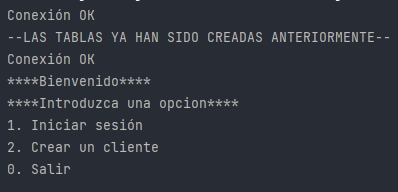 Conexión OK
--LAS TABLAS YA HAN SIDO CREADAS ANTERIORMENTE--
Conexión OK
****Bienvenido****
****Introduzca una opcion****
1. Iniciar sesión
2. Crear un cliente
0. Salir